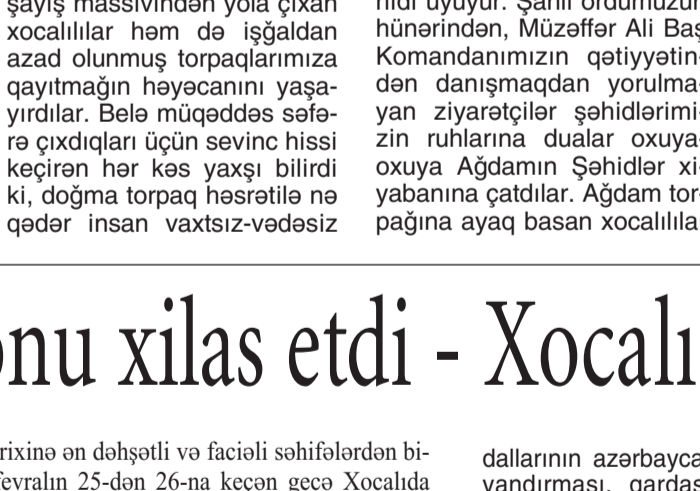 şayış massivindən yola çıxan
xocalılılar həm də işğaldan
azad olunmuş torpaqlarımıza
qayıtmağın həyəcanını yaşa-
yırdılar. Belə müqəddəs səfə-
rə çıxdıqları üçün sevinc hissi
keçirən hər kəs yaxşı bilirdi
ki, doğma torpaq həsrətilə nə
qədər insan vaxtsız-vədəsiz
uyuyur. Şanlı ordumuzun
hünərindən, Müzəffər Ali Baş
Komandanımızın qətiyyətin-
dən danışmaqdan yorulma-
yan ziyarətçilər şəhidlərimi-
zin ruhlarına dualar oxuya-
oxuya Ağdamın Şəhidlər xi-
yabanına çatdılar. Ağdam tor-
pağına ayaq basan xocalılıla
onu xilas etdi - Xocalı
rixinə ən dəhşətli və faciəli səhifələrdən bi-
fevralın 25-dən 26-na keçən gecə Xocalıda
dallarının azərbayca
yandırması, qardaş